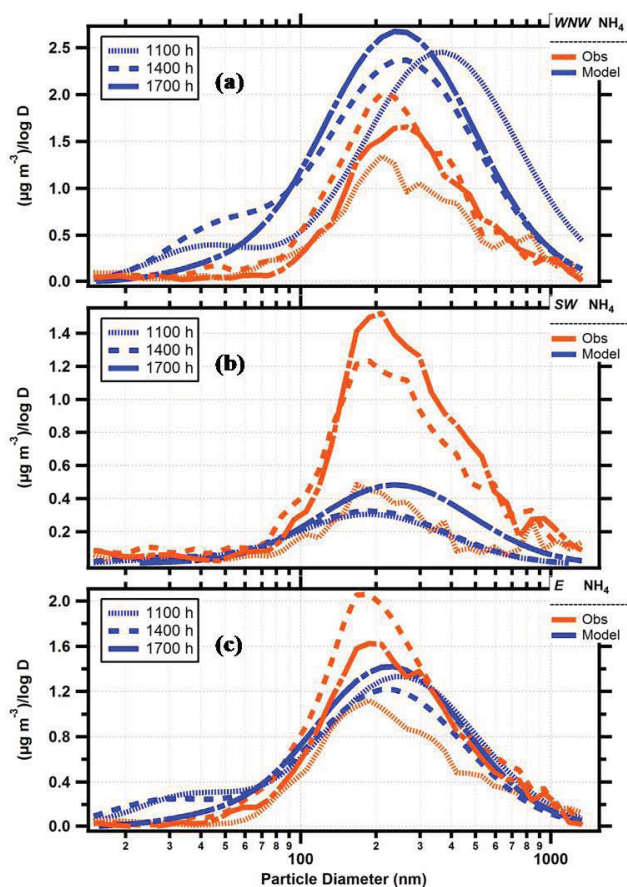 WNW NH4
Obs
Model
1100 h
1400 h
1700 h
(a)
2.5
2.0
1.5
1.0
0.5
0.0
(µg m⁻³)/log D
SW NH4
Obs
Model
1100 h
1400 h
1700 h
(b)
1.4
1.2
1.0
0.8
0.6
0.4
0.2
(µg m⁻³)/log D
E NH4
Obs
Model
1100 h
1400 h
1700 h
(c)
2.0
1.6
1.2
0.8
0.4
0.0
(µg m⁻³)/log D
2 3 4 5 6 7 8 9 100 2 3 4 5 6 7 8 9 1000
Particle Diameter (nm)